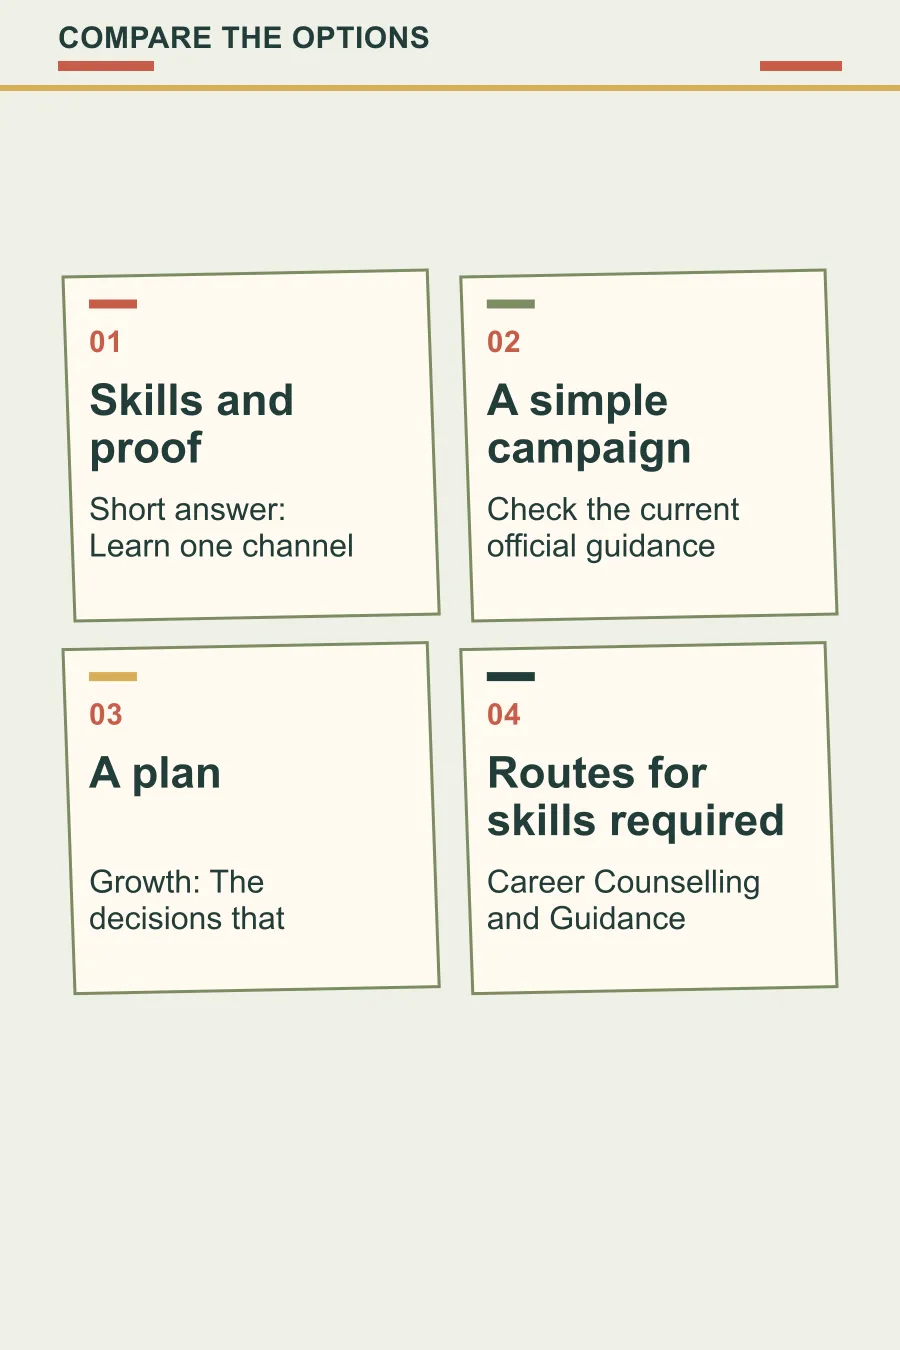 COMPARE THE OPTIONS
01
Skills and
proof
Short answer:
Learn one channel
02
A simple
campaign
Check the current
official guidance
03
A plan
Growth: The
decisions that
04
Routes for
skills required
Career Counselling
and Guidance